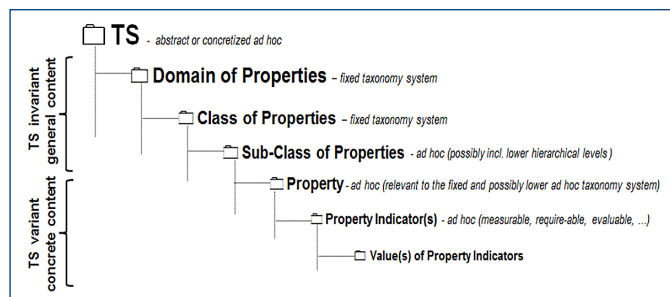 TS - abstract or concretized ad hoc
Domain of Properties – fixed taxonomy system
Class of Properties – fixed taxonomy system
Sub-Class of Properties - ad hoc (possibly incl. lower hierarchical levels )
Property - ad hoc (relevant to the fixed and possibly lower ad hoc taxonomy system)
Property Indicator(s) - ad hoc (measurable, require-able, evaluable, ...)
Value(s) of Property Indicators
TS invariant
general content
TS variant
concrete content